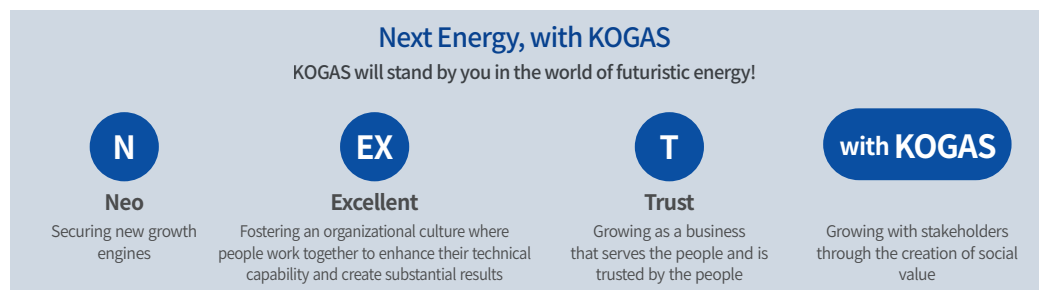 Next Energy, with KOGAS
KOGAS will stand by you in the world of futuristic energy!
N
Neo
Securing new growth
engines
EX
Excellent
Fostering an organizational culture where
people work together to enhance their technical
capability and create substantial results
T
Trust
Growing as a business
that serves the people and is
trusted by the people
with KOGAS
Growing with stakeholders
through the creation of social
value